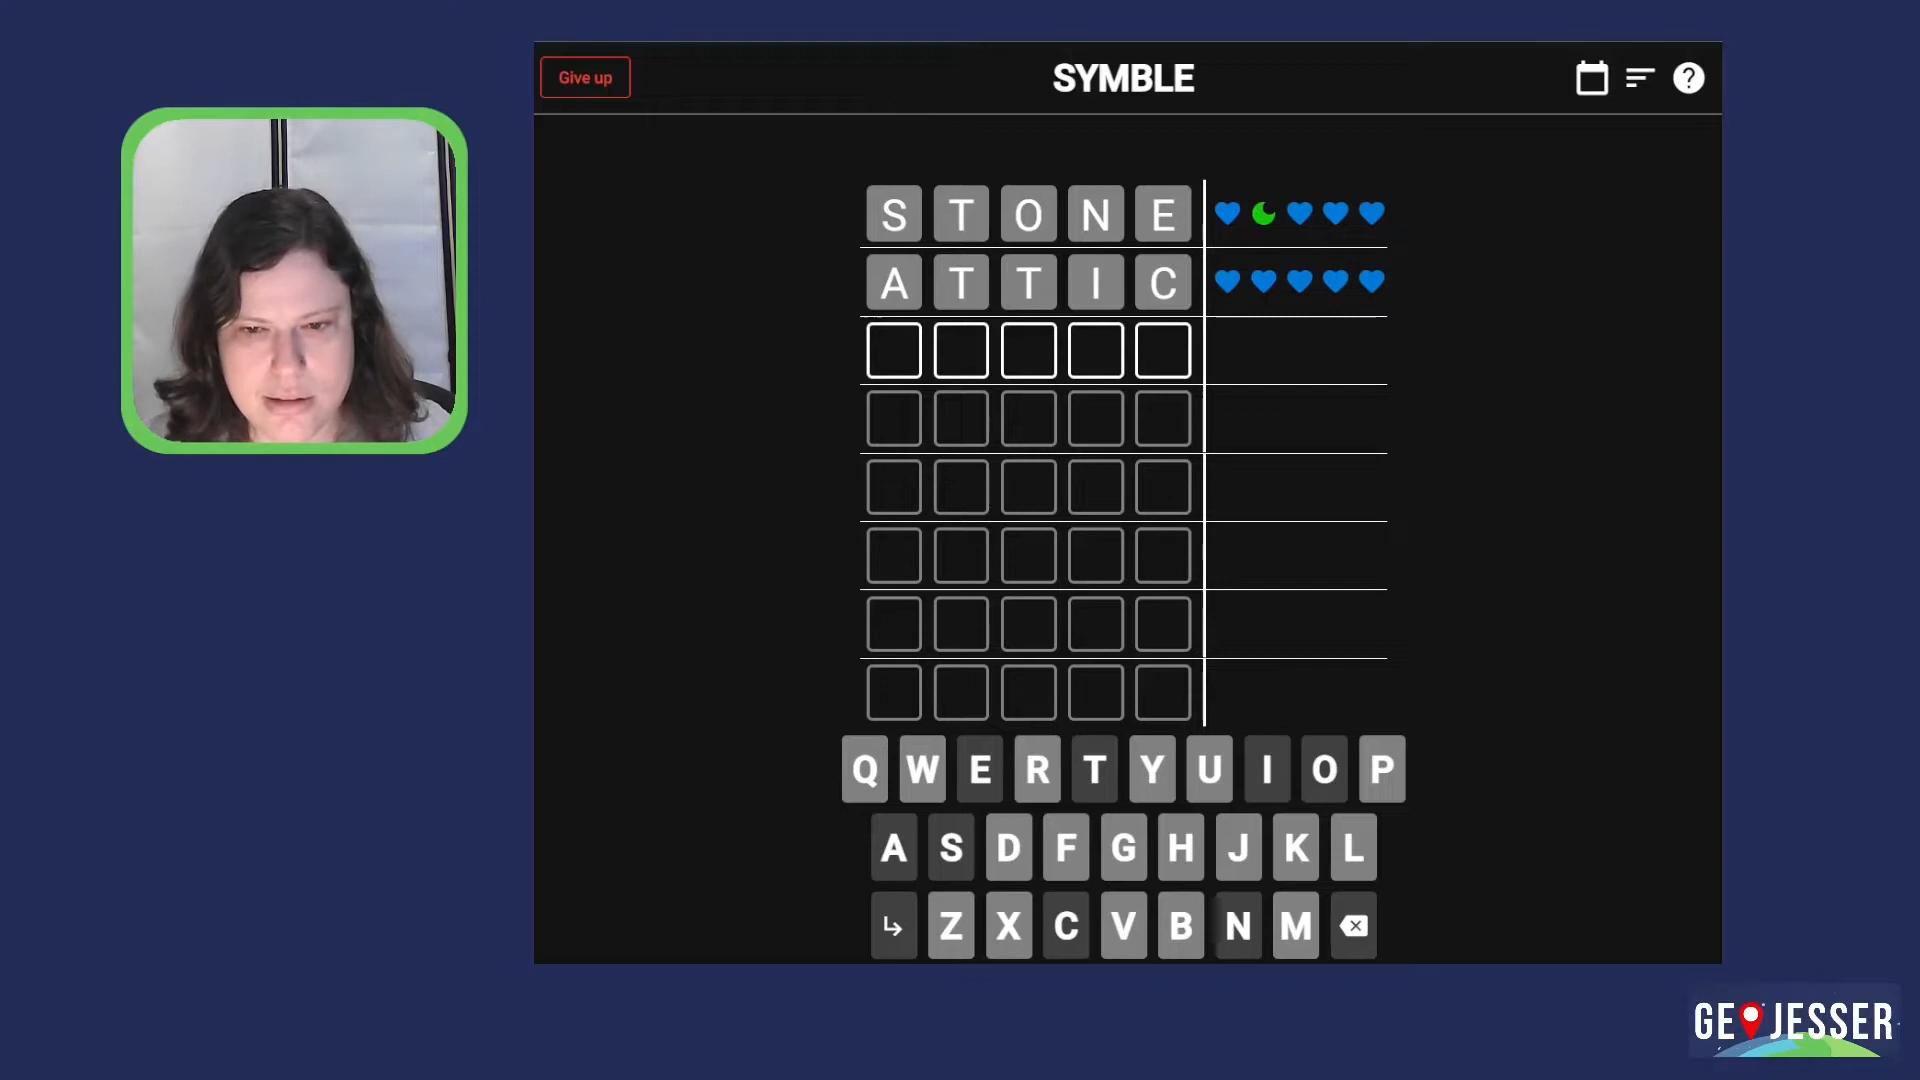 Give up
SYMBLE
?
S T O N E
A T T I C
Q W E R T Y U I O P
A S D F G H J K L
Z X C V B N M
GEOJESSER